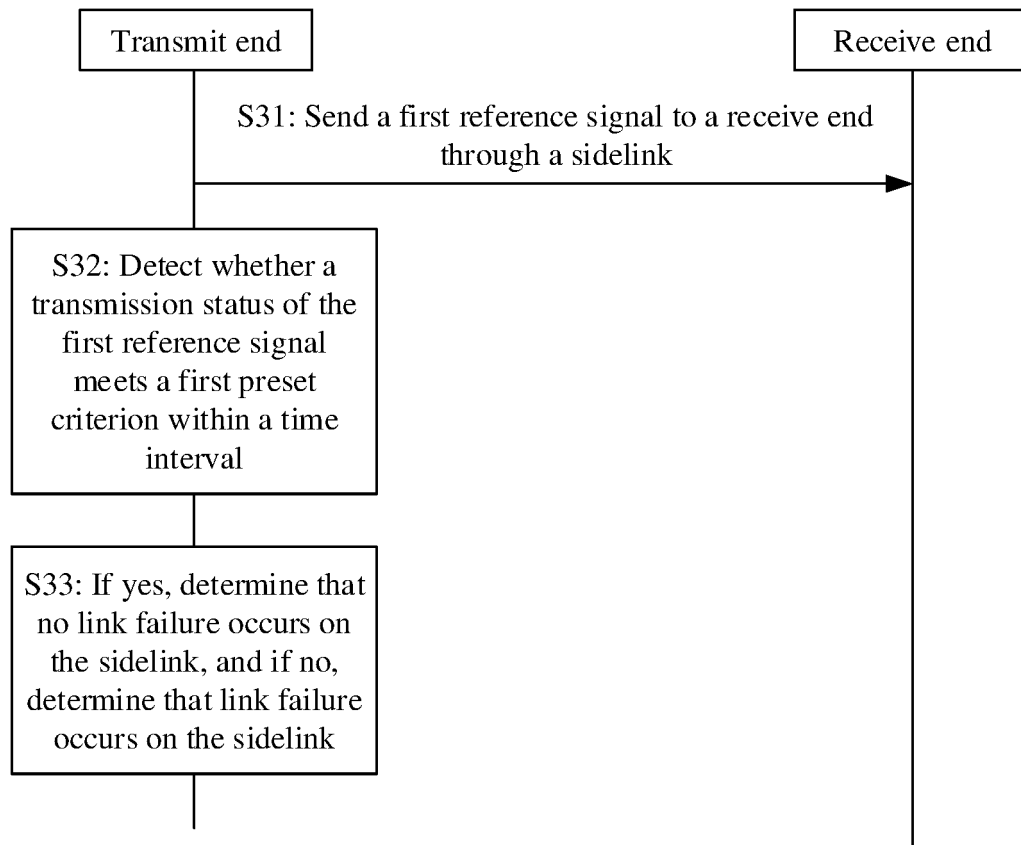 Transmit end
Receive end
S31: Send a first reference signal to a receive end
through a sidelink
S32: Detect whether a
transmission status of the
first reference signal
meets a first preset
criterion within a time
interval
S33: If yes, determine that
no link failure occurs on
the sidelink, and if no,
determine that link failure
occurs on the sidelink